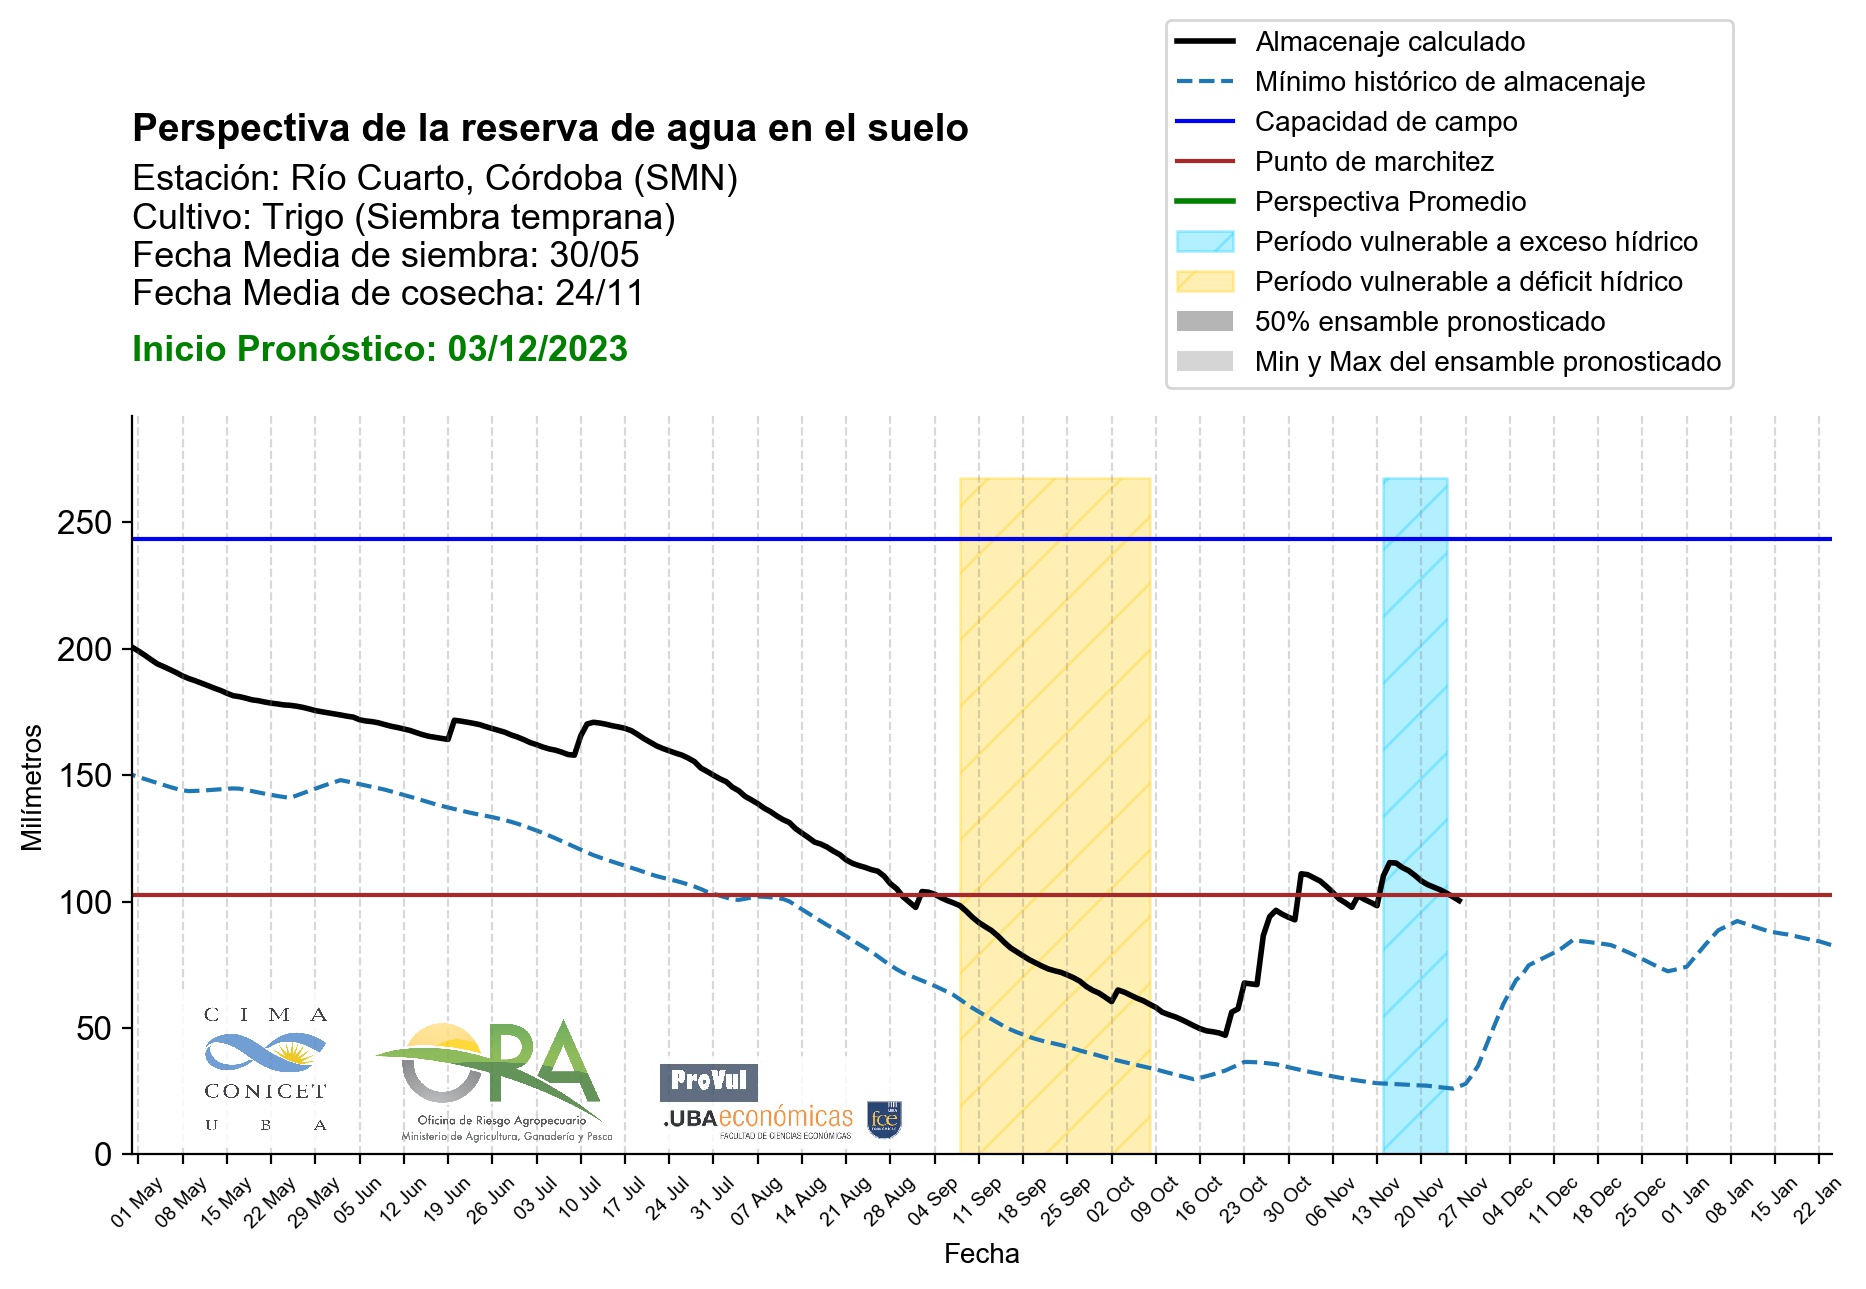 Almacenaje calculado
Mínimo histórico de almacenaje
Capacidad de campo
Punto de marchitez
Perspectiva Promedio
Período vulnerable a exceso hídrico
Período vulnerable a déficit hídrico
50% ensamble pronosticado
Min y Max del ensamble pronosticado
Perspectiva de la reserva de agua en el suelo
Estación: Río Cuarto, Córdoba (SMN)
Cultivo: Trigo (Siembra temprana)
Fecha Media de siembra: 30/05
Fecha Media de cosecha: 24/11
Inicio Pronóstico: 03/12/2023
Milímetros
250
200
150
100
50
0
C I M A
CONICET
U B A
ORA
Oficina de Riesgo Agropecuario
Ministerio de Agricultura, Ganadería y Pesca
ProVul
.UBAeconómicas
FACULTAD DE CIENCIAS ECONÓMICAS
fce
01 May
08 May
15 May
22 May
29 May
05 Jun
12 Jun
19 Jun
26 Jun
03 Jul
10 Jul
17 Jul
24 Jul
31 Jul
07 Aug
14 Aug
21 Aug
28 Aug
04 Sep
11 Sep
18 Sep
25 Sep
02 Oct
09 Oct
16 Oct
23 Oct
30 Oct
06 Nov
13 Nov
20 Nov
27 Nov
04 Dec
11 Dec
18 Dec
25 Dec
01 Jan
08 Jan
15 Jan
22 Jan
Fecha